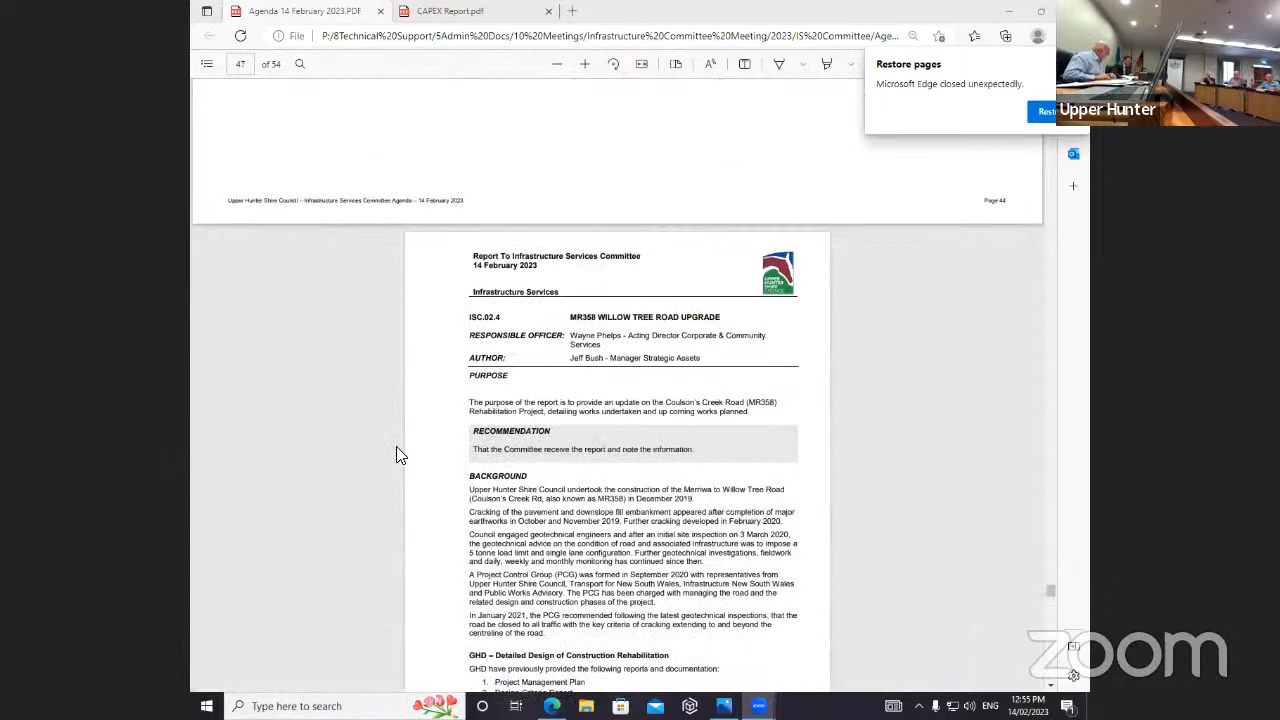 Agenda 14 February 2023.PDF
CAPEX Report.pdf
File
P:/8Technical%20Support/5Admin%20Docs/10%20Meetings/Infrastructure%20Committee%20Meeting/2023/IS%20Committee/Age...
47 of 54
Restore pages
Microsoft Edge closed unexpectedly.
Rest
Upper Hunter
Upper Hunter Shire Council – Infrastructure Services Committee Agenda – 14 February 2023
Page 44
Report To Infrastructure Services Committee
14 February 2023
UPPER
HUNTER
SHIRE
COUNCIL
Infrastructure Services
ISC.02.4 MR358 WILLOW TREE ROAD UPGRADE
RESPONSIBLE OFFICER: Wayne Phelps - Acting Director Corporate & Community
Services
AUTHOR: Jeff Bush - Manager Strategic Assets
PURPOSE
The purpose of the report is to provide an update on the Coulson's Creek Road (MR358)
Rehabilitation Project, detailing works undertaken and up coming works planned.
RECOMMENDATION
That the Committee receive the report and note the information.
BACKGROUND
Upper Hunter Shire Council undertook the construction of the Merriwa to Willow Tree Road
(Coulson's Creek Rd, also known as MR358) in December 2019.
Cracking of the pavement and downslope fill embankment appeared after completion of major
earthworks in October and November 2019. Further cracking developed in February 2020.
Council engaged geotechnical engineers and after an initial site inspection on 3 March 2020,
the geotechnical advice on the condition of road and associated infrastructure was to impose a
5 tonne load limit and single lane configuration. Further geotechnical investigations, fieldwork
and daily, weekly and monthly monitoring has continued since then.
A Project Control Group (PCG) was formed in September 2020 with representatives from
Upper Hunter Shire Council, Transport for New South Wales, Infrastructure New South Wales
and Public Works Advisory. The PCG has been charged with managing the road and the
related design and construction phases of the project.
In January 2021, the PCG recommended following the latest geotechnical inspections, that the
road be closed to all traffic with the key criteria of cracking extending to and beyond the
centreline of the road.
GHD – Detailed Design of Construction Rehabilitation
GHD have previously provided the following reports and documentation:
1. Project Management Plan
2. Design Criteria Report
zoom
Type here to search
ENG
12:55 PM
14/02/2023